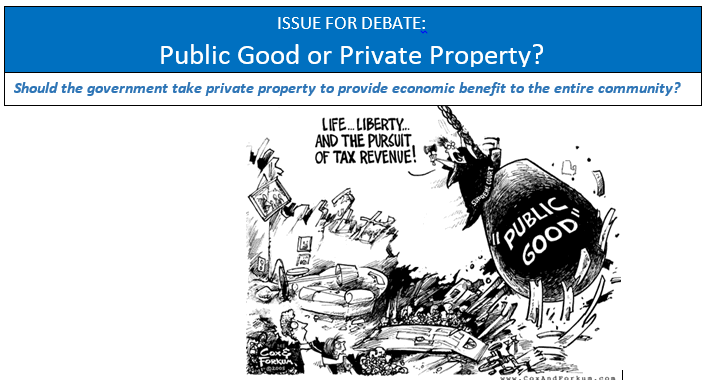 ISSUE FOR DEBATE:
Public Good or Private Property?
Should the government take private property to provide economic benefit to the entire community?
LIFE... LIBERTY...
AND THE PURSUIT
OF TAX REVENUE!
SUPREME COURT
"PUBLIC
GOOD"
COX &
FORKUM
©2005
www.CoxAndForkum.com